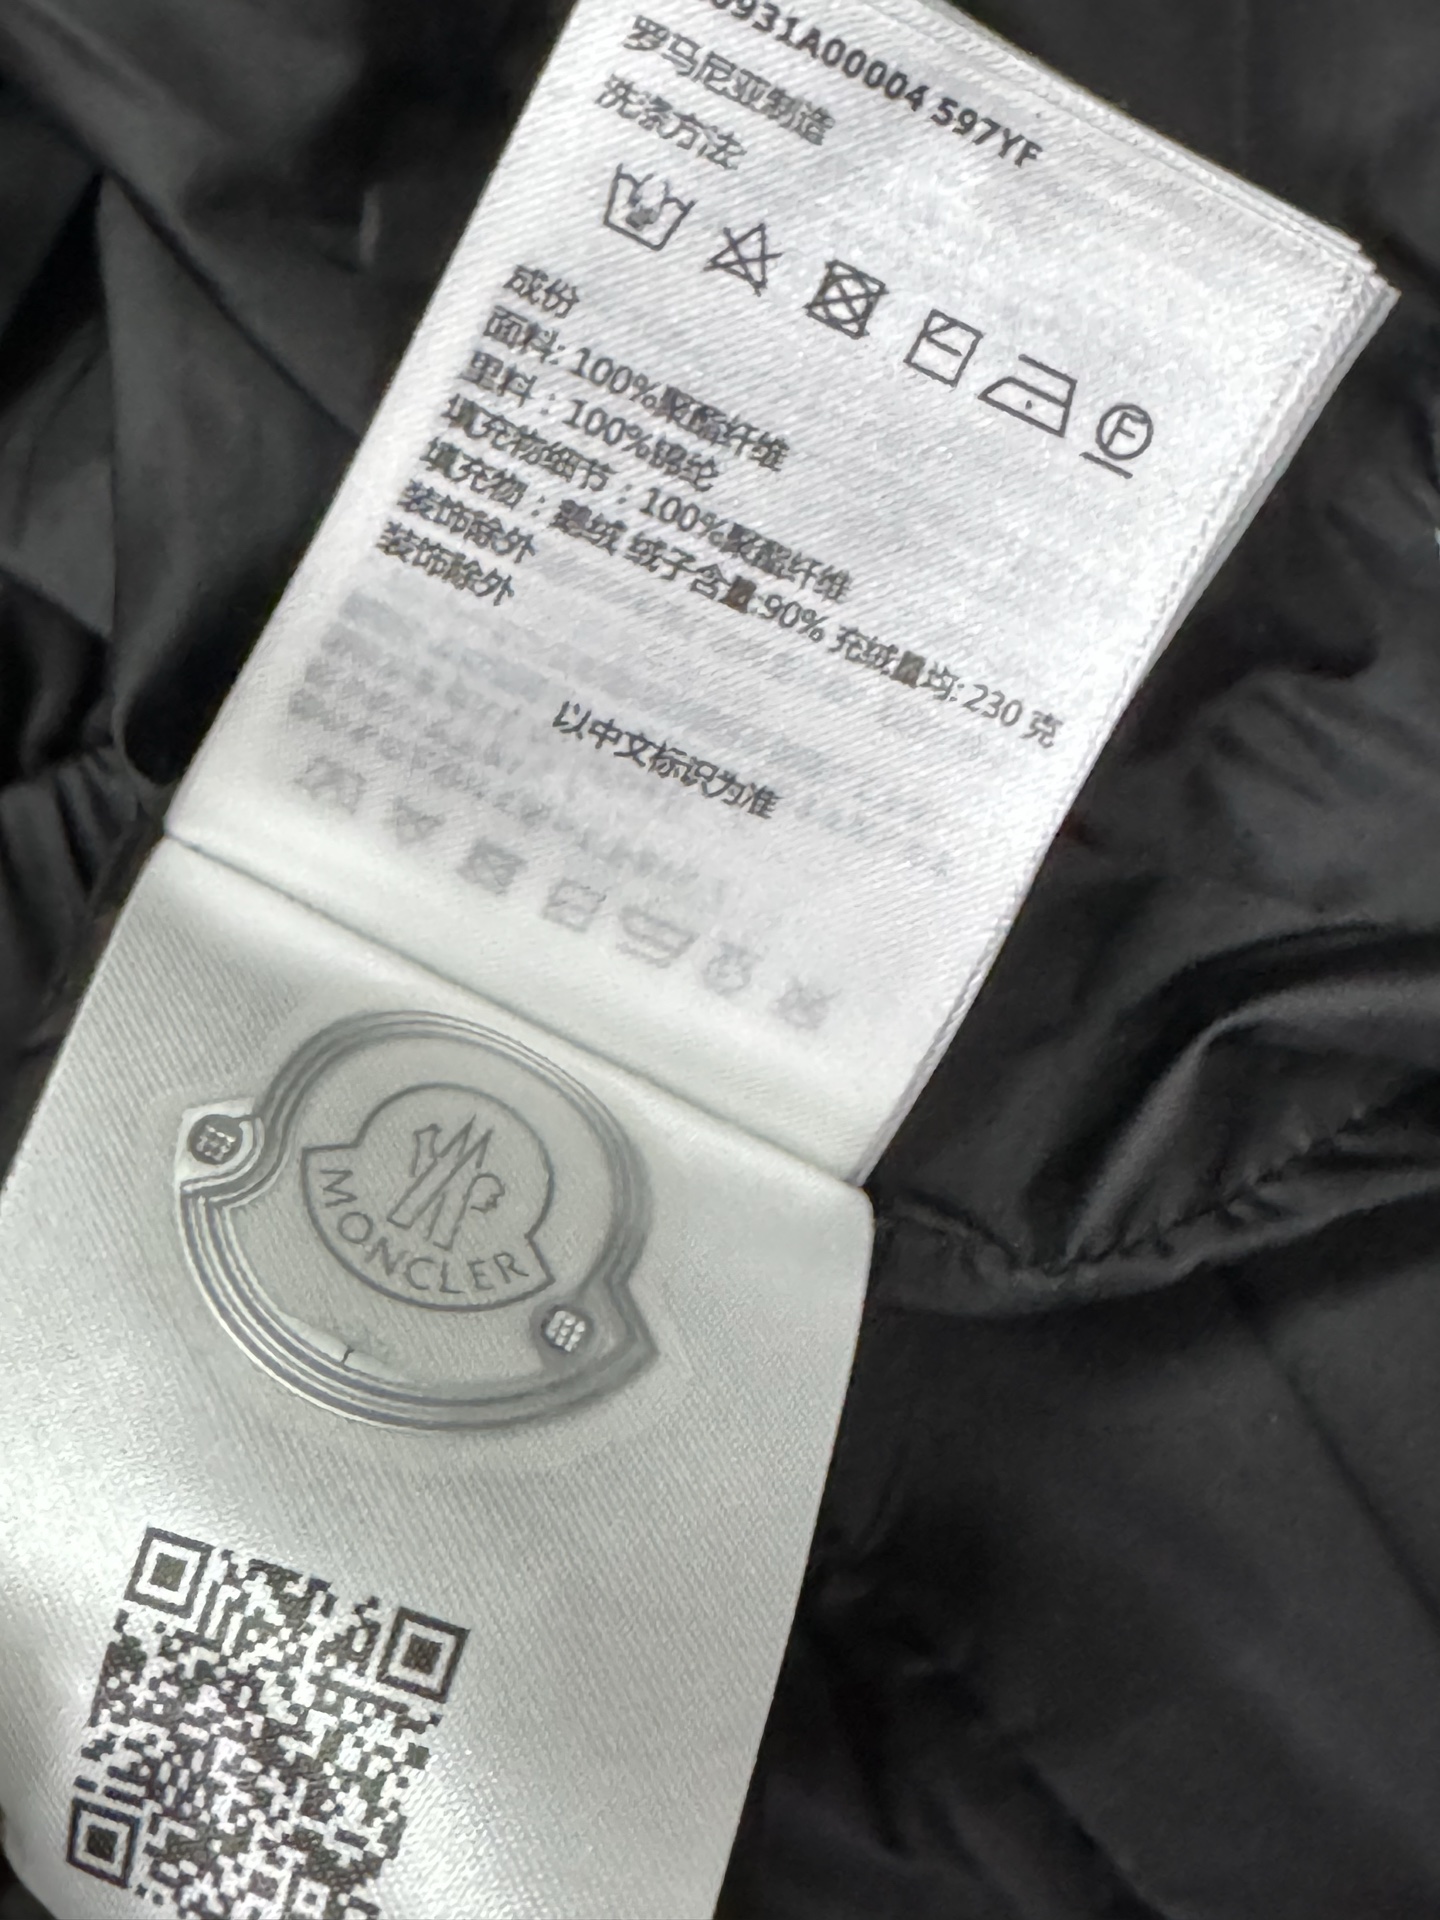 0931A00004 597YF
罗马尼亚制造
洗涤方法
F
成份
面料: 100%聚酯纤维
里料 : 100%锦纶
填充物细节 : 100%聚酯纤维
填充物 : 鹅绒 绒子含量:90% 充绒量均: 230 克
装饰除外
装饰除外
以中文标识为准
MONCLER